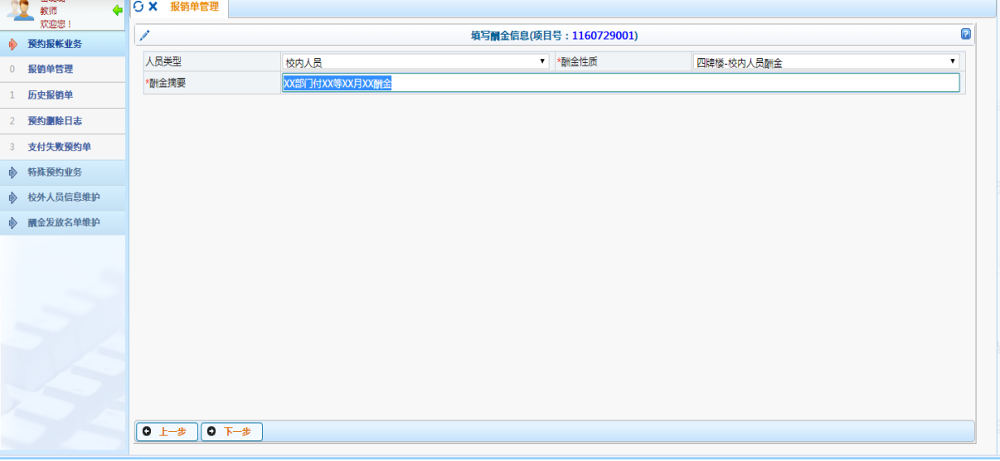 教师
欢迎您！
报销单管理
预约报帐业务
0 报销单管理
1 历史报销单
2 预约删除日志
3 支付失败预约单
特殊预约业务
校外人员信息维护
酬金发放名单维护
填写酬金信息(项目号：1160729001)
人员类型 校内人员 *酬金性质 四牌楼-校内人员酬金
*酬金摘要 XX部门付XX等XX月XX酬金
上一步 下一步